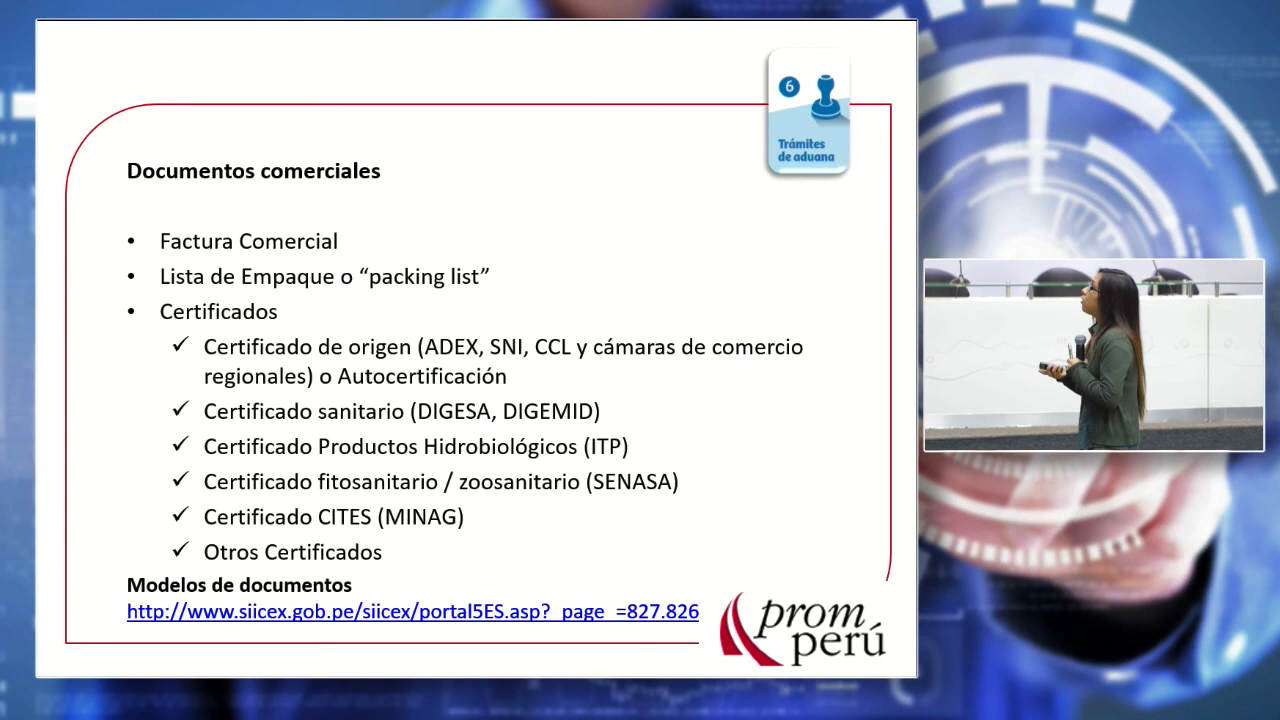 6
Trámites
de aduana
Documentos comerciales
• Factura Comercial
• Lista de Empaque o “packing list”
• Certificados
✓ Certificado de origen (ADEX, SNI, CCL y cámaras de comercio
regionales) o Autocertificación
✓ Certificado sanitario (DIGESA, DIGEMID)
✓ Certificado Productos Hidrobiológicos (ITP)
✓ Certificado fitosanitario / zoosanitario (SENASA)
✓ Certificado CITES (MINAG)
✓ Otros Certificados
Modelos de documentos
http://www.siicex.gob.pe/siicex/portal5ES.asp?_page_=827.826
prom
perú